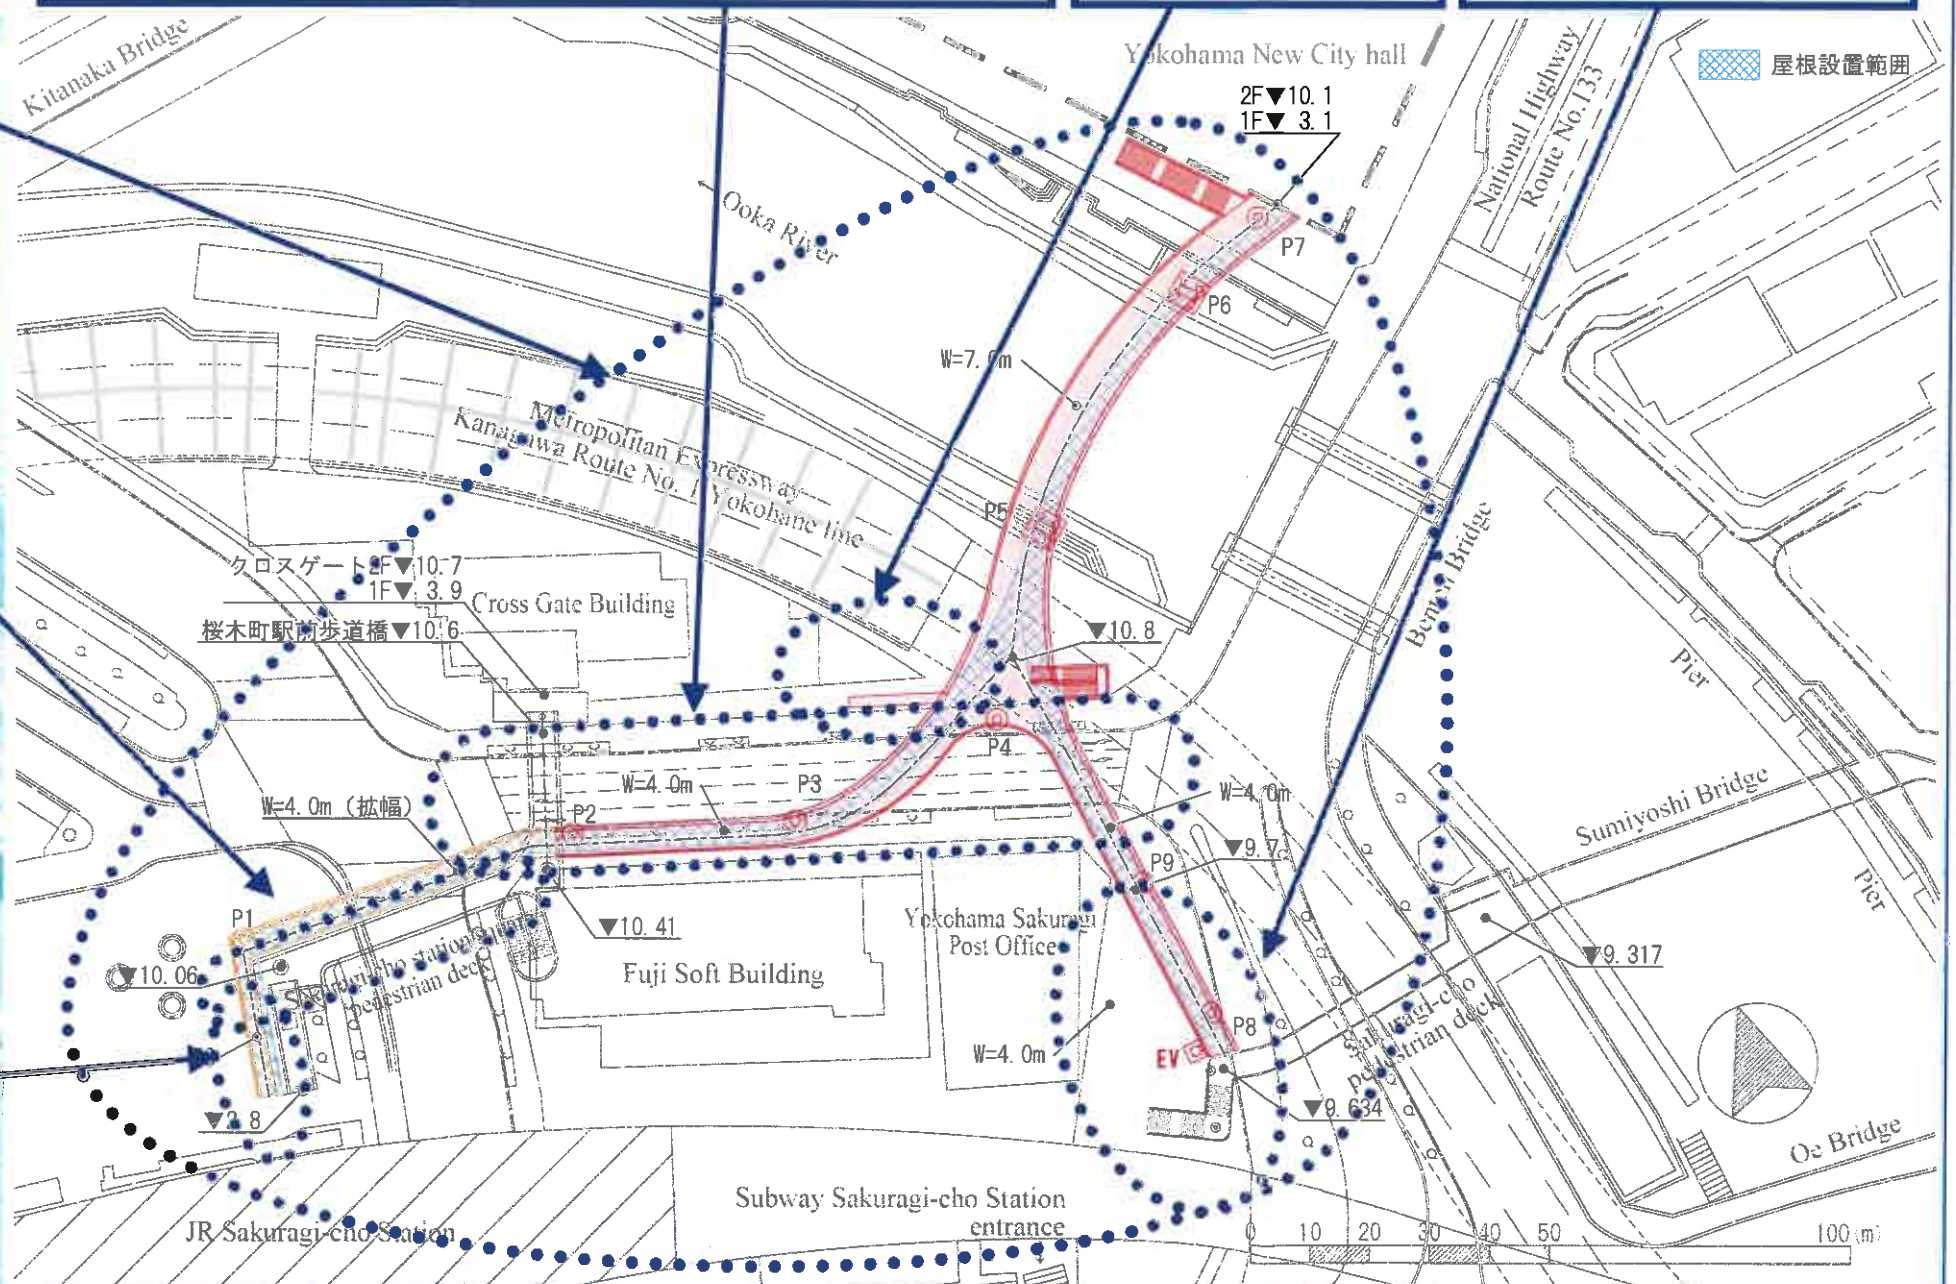 Kitanaka Bridge
Yokohama New City hall
2F▼10.1
1F▼ 3.1
National Highway
Route No.133
屋根設置範囲
Ooka River
P7
P6
W=7.0m
Metropolitan Expressway
Kanagawa Route No. 1 Yokohane line
P5
クロスゲート2F▼10.7
1F▼ 3.9
桜木町駅前歩道橋▼10.6
Cross Gate Building
▼10.8
Benten Bridge
Pier
P4
W=4.0m
P3
W=4.0m（拡幅）
P2
W=4.0m
Sumiyoshi Bridge
P9
▼9.7
Pier
P1
▼10.41
Yokohama Sakuragi
Post Office
▼9.317
▼10.06
Sakuragi-cho station square
pedestrian deck
Fuji Soft Building
P8
W=4.0m
EV
Sakuragi-cho
pedestrian deck
▼9.634
Oe Bridge
JR Sakuragi-cho Station
Subway Sakuragi-cho Station
entrance
0 10 20 30 40 50 100(m)